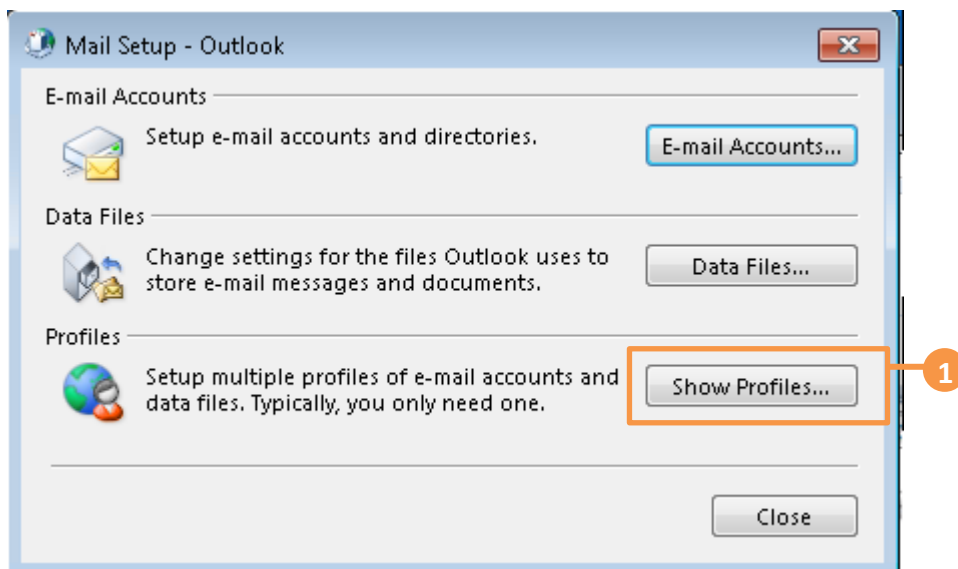 Mail Setup - Outlook
E-mail Accounts
Setup e-mail accounts and directories.
E-mail Accounts...
Data Files
Change settings for the files Outlook uses to
store e-mail messages and documents.
Data Files...
Profiles
Setup multiple profiles of e-mail accounts and
data files. Typically, you only need one.
Show Profiles...
1
Close